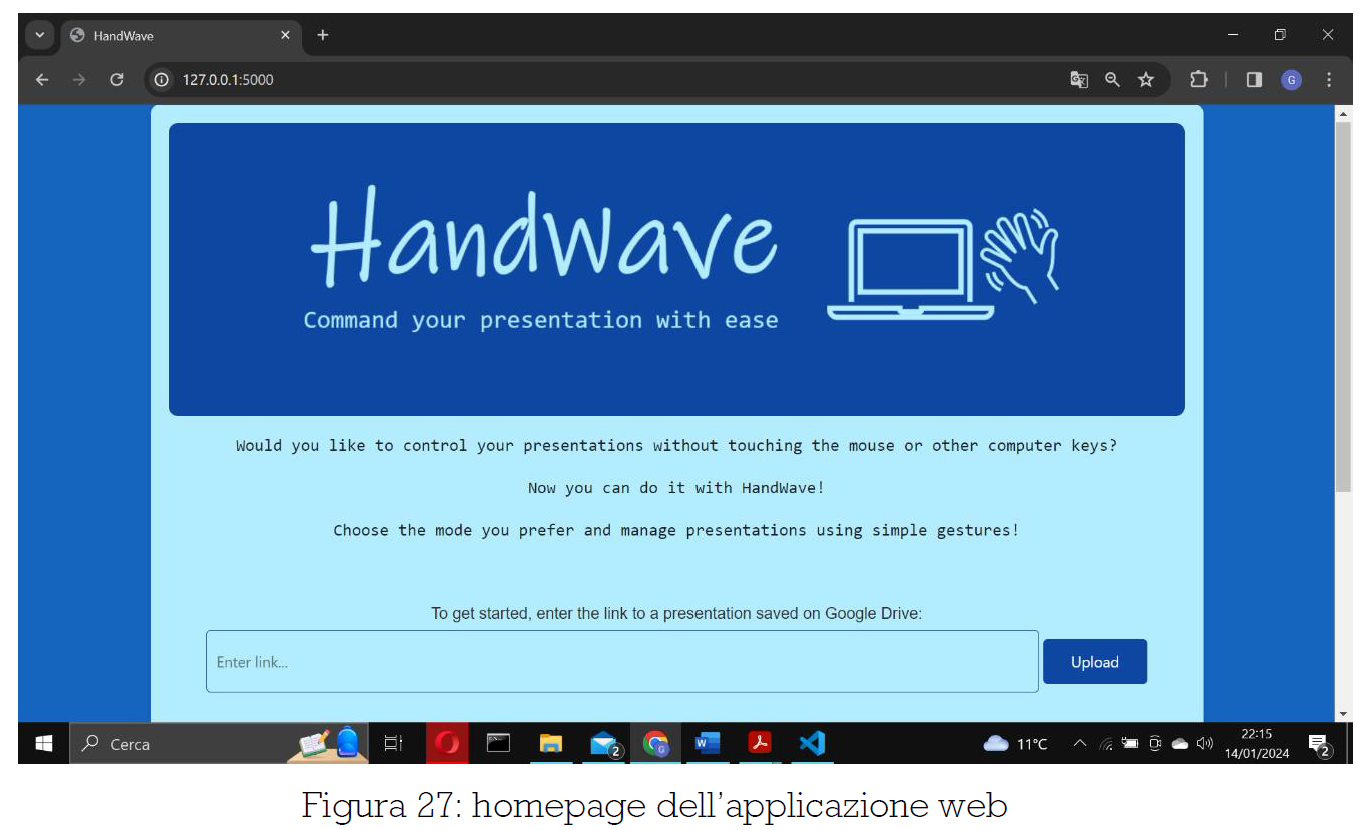 HandWave
127.0.0.1:5000
G
HandWave
Command your presentation with ease
Would you like to control your presentations without touching the mouse or other computer keys?
Now you can do it with HandWave!
Choose the mode you prefer and manage presentations using simple gestures!
To get started, enter the link to a presentation saved on Google Drive:
Enter link...
Upload
Cerca
2
G
11°C
22:15
14/01/2024
2
Figura 27: homepage dell'applicazione web